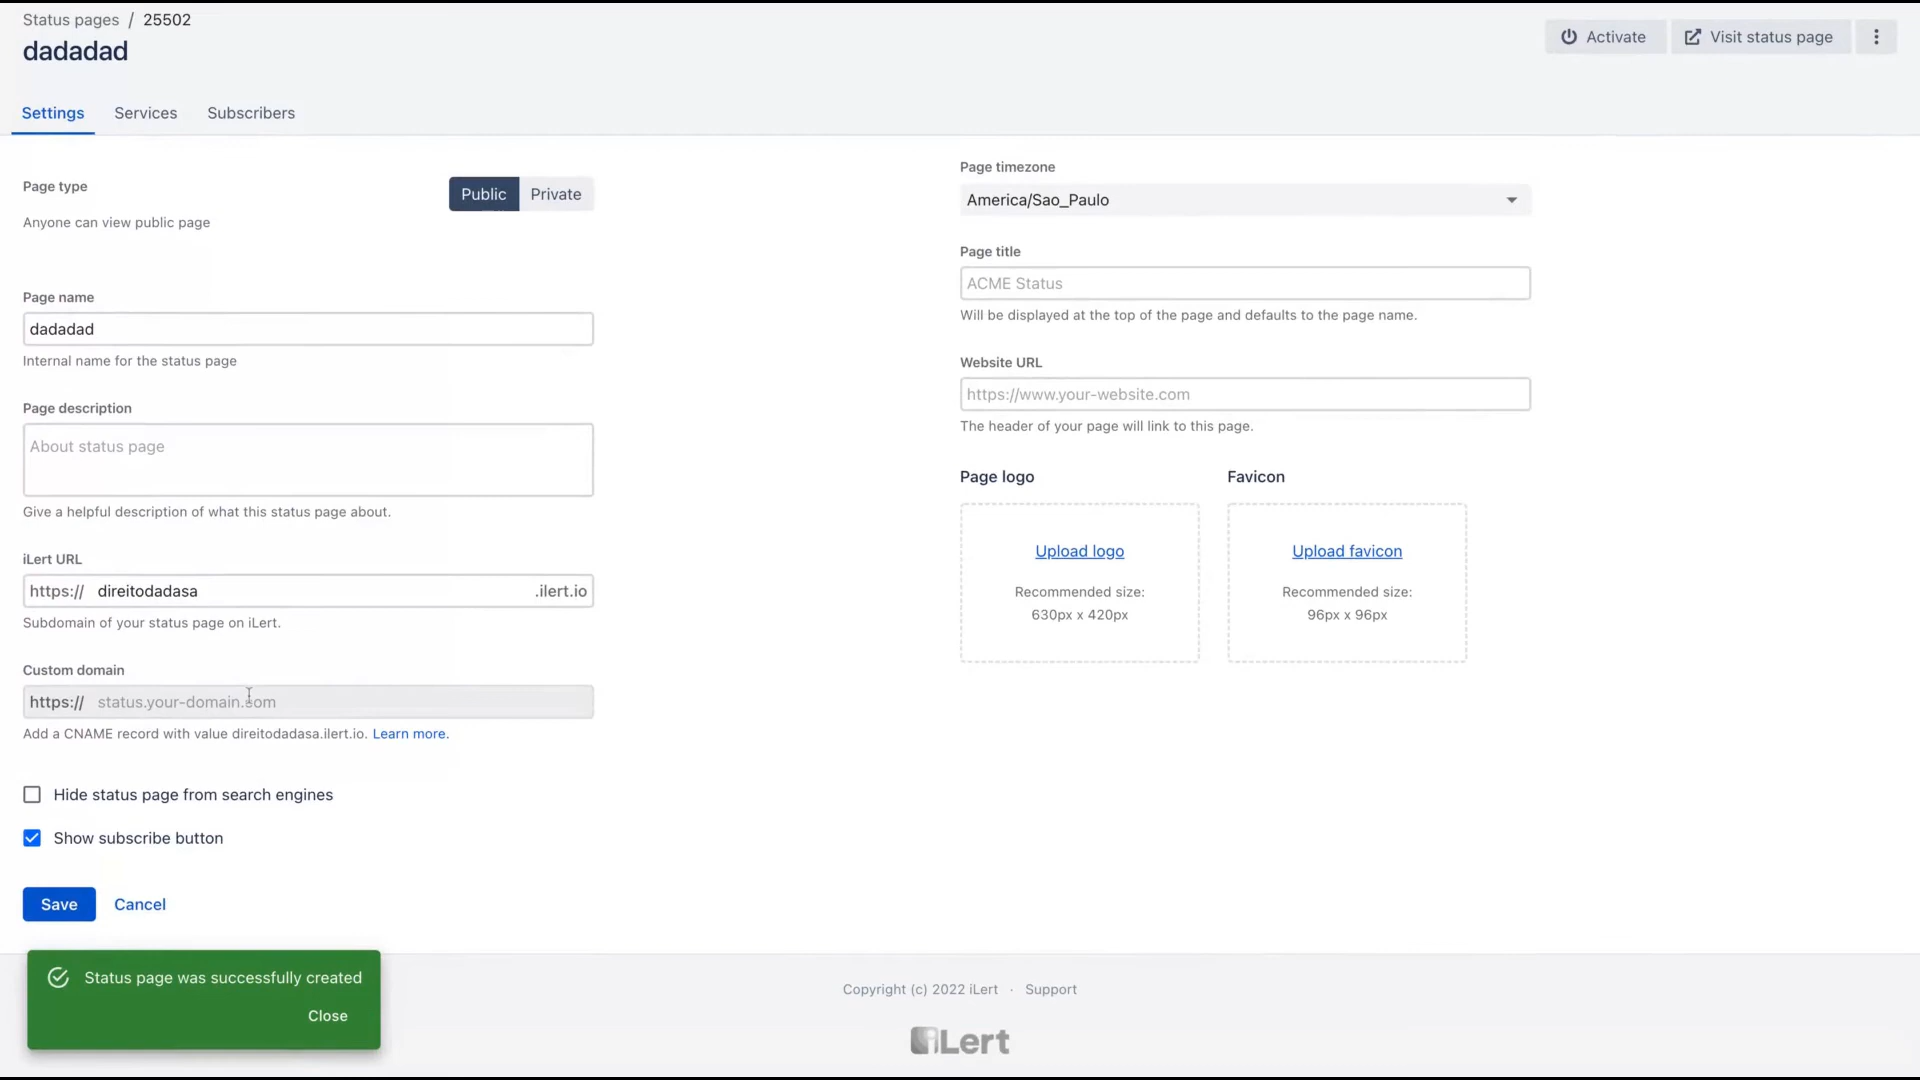 Status pages / 25502
dadadad
Activate
Visit status page
Settings
Services
Subscribers
Page type
Public
Private
Anyone can view public page
Page name
dadadad
Internal name for the status page
Page description
About status page
Give a helpful description of what this status page about.
iLert URL
https:// direitodadasa .ilert.io
Subdomain of your status page on iLert.
Custom domain
https:// status.your-domain.com
Add a CNAME record with value direitodadasa.ilert.io. Learn more.
Hide status page from search engines
Show subscribe button
Save
Cancel
Page timezone
America/Sao_Paulo
Page title
ACME Status
Will be displayed at the top of the page and defaults to the page name.
Website URL
https://www.your-website.com
The header of your page will link to this page.
Page logo
Upload logo
Recommended size:
630px x 420px
Favicon
Upload favicon
Recommended size:
96px x 96px
Status page was successfully created
Close
Copyright (c) 2022 iLert · Support
iLert